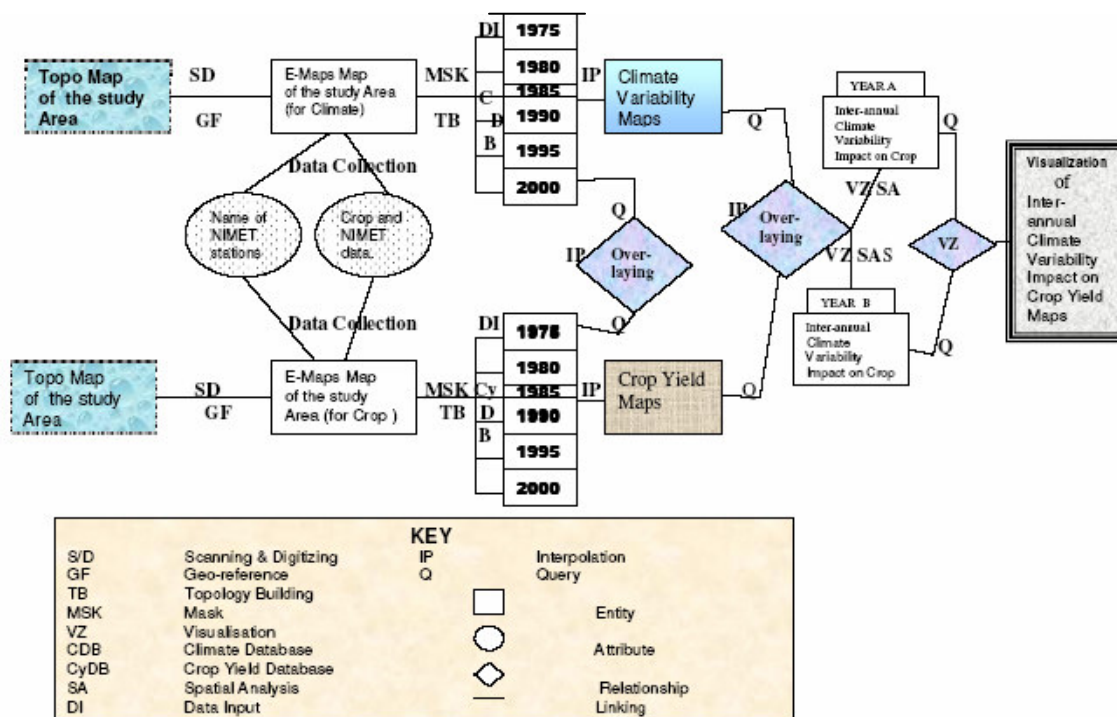 Topo Map
of the study
Area
SD
GF
E-Maps Map
of the study Area
(for Climate)
MSK
TB
DI
C
D
B
1975
1980
1985
1990
1995
2000
IP
Climate
Variability
Maps
Q
YEAR A
Inter-annual
Climate
Variability
Impact on Crop
Q
Data Collection
Name of
NIMET
stations
Crop and
NIMET
data.
Q
IP
Over-
laying
Q
IP
Over-
laying
VZ SA
VZ SAS
VZ
Visualization
of
Inter-
annual
Climate
Variability
Impact on
Crop Yield
Maps
YEAR B
Inter-annual
Climate
Variability
Impact on Crop
Q
Data Collection
Topo Map
of the study
Area
SD
GF
E-Maps Map
of the study
Area (for Crop )
MSK
TB
DI
Cy
D
B
1975
1980
1985
1990
1995
2000
IP
Crop Yield
Maps
Q
KEY
S/D Scanning & Digitizing IP Interpolation
GF Geo-reference Q Query
TB Topology Building
MSK Mask Entity
VZ Visualisation
CDB Climate Database Attribute
CyDB Crop Yield Database
SA Spatial Analysis Relationship
DI Data Input Linking